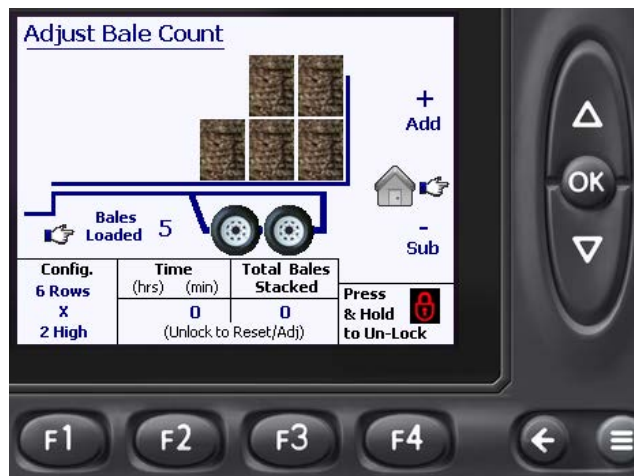 Adjust Bale Count
+
Add
Bales
Loaded 5
-
Sub
Config.
6 Rows
X
2 High
Time
(hrs) (min)
0
Total Bales
Stacked
0
(Unlock to Reset/Adj)
Press
& Hold
to Un-Lock
OK
F1 F2 F3 F4